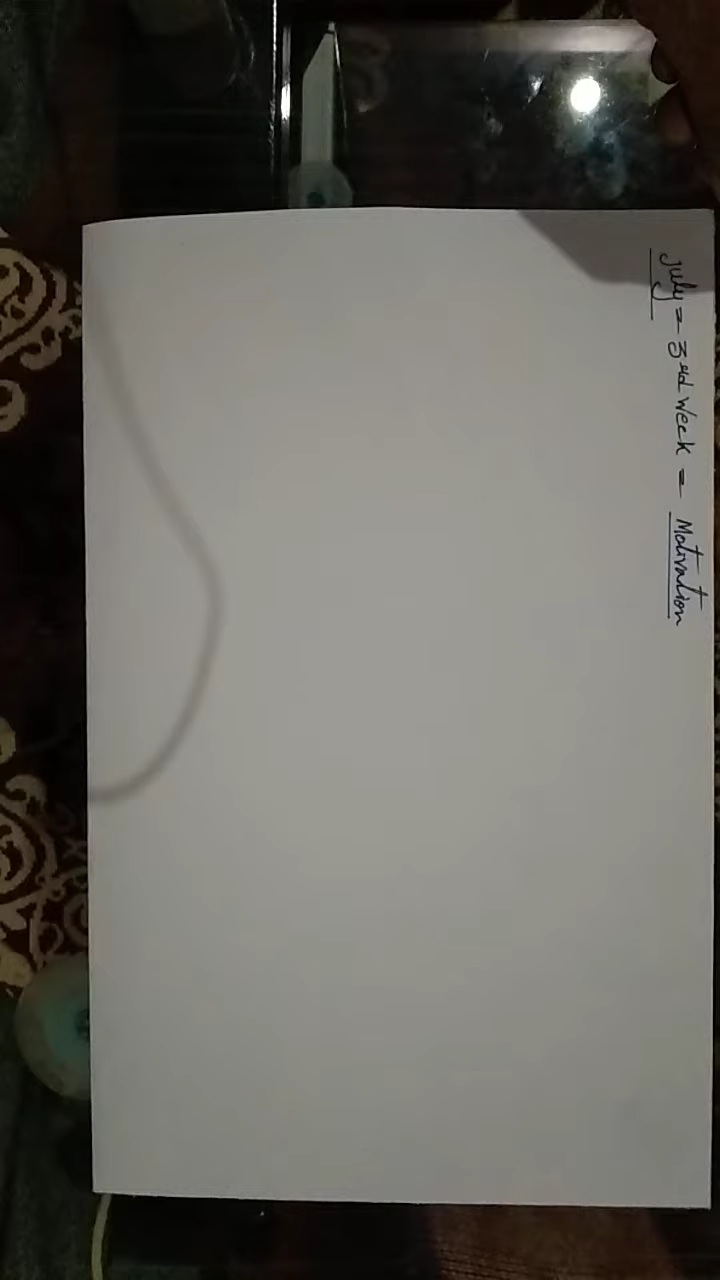 July = 3rd week = Motivation